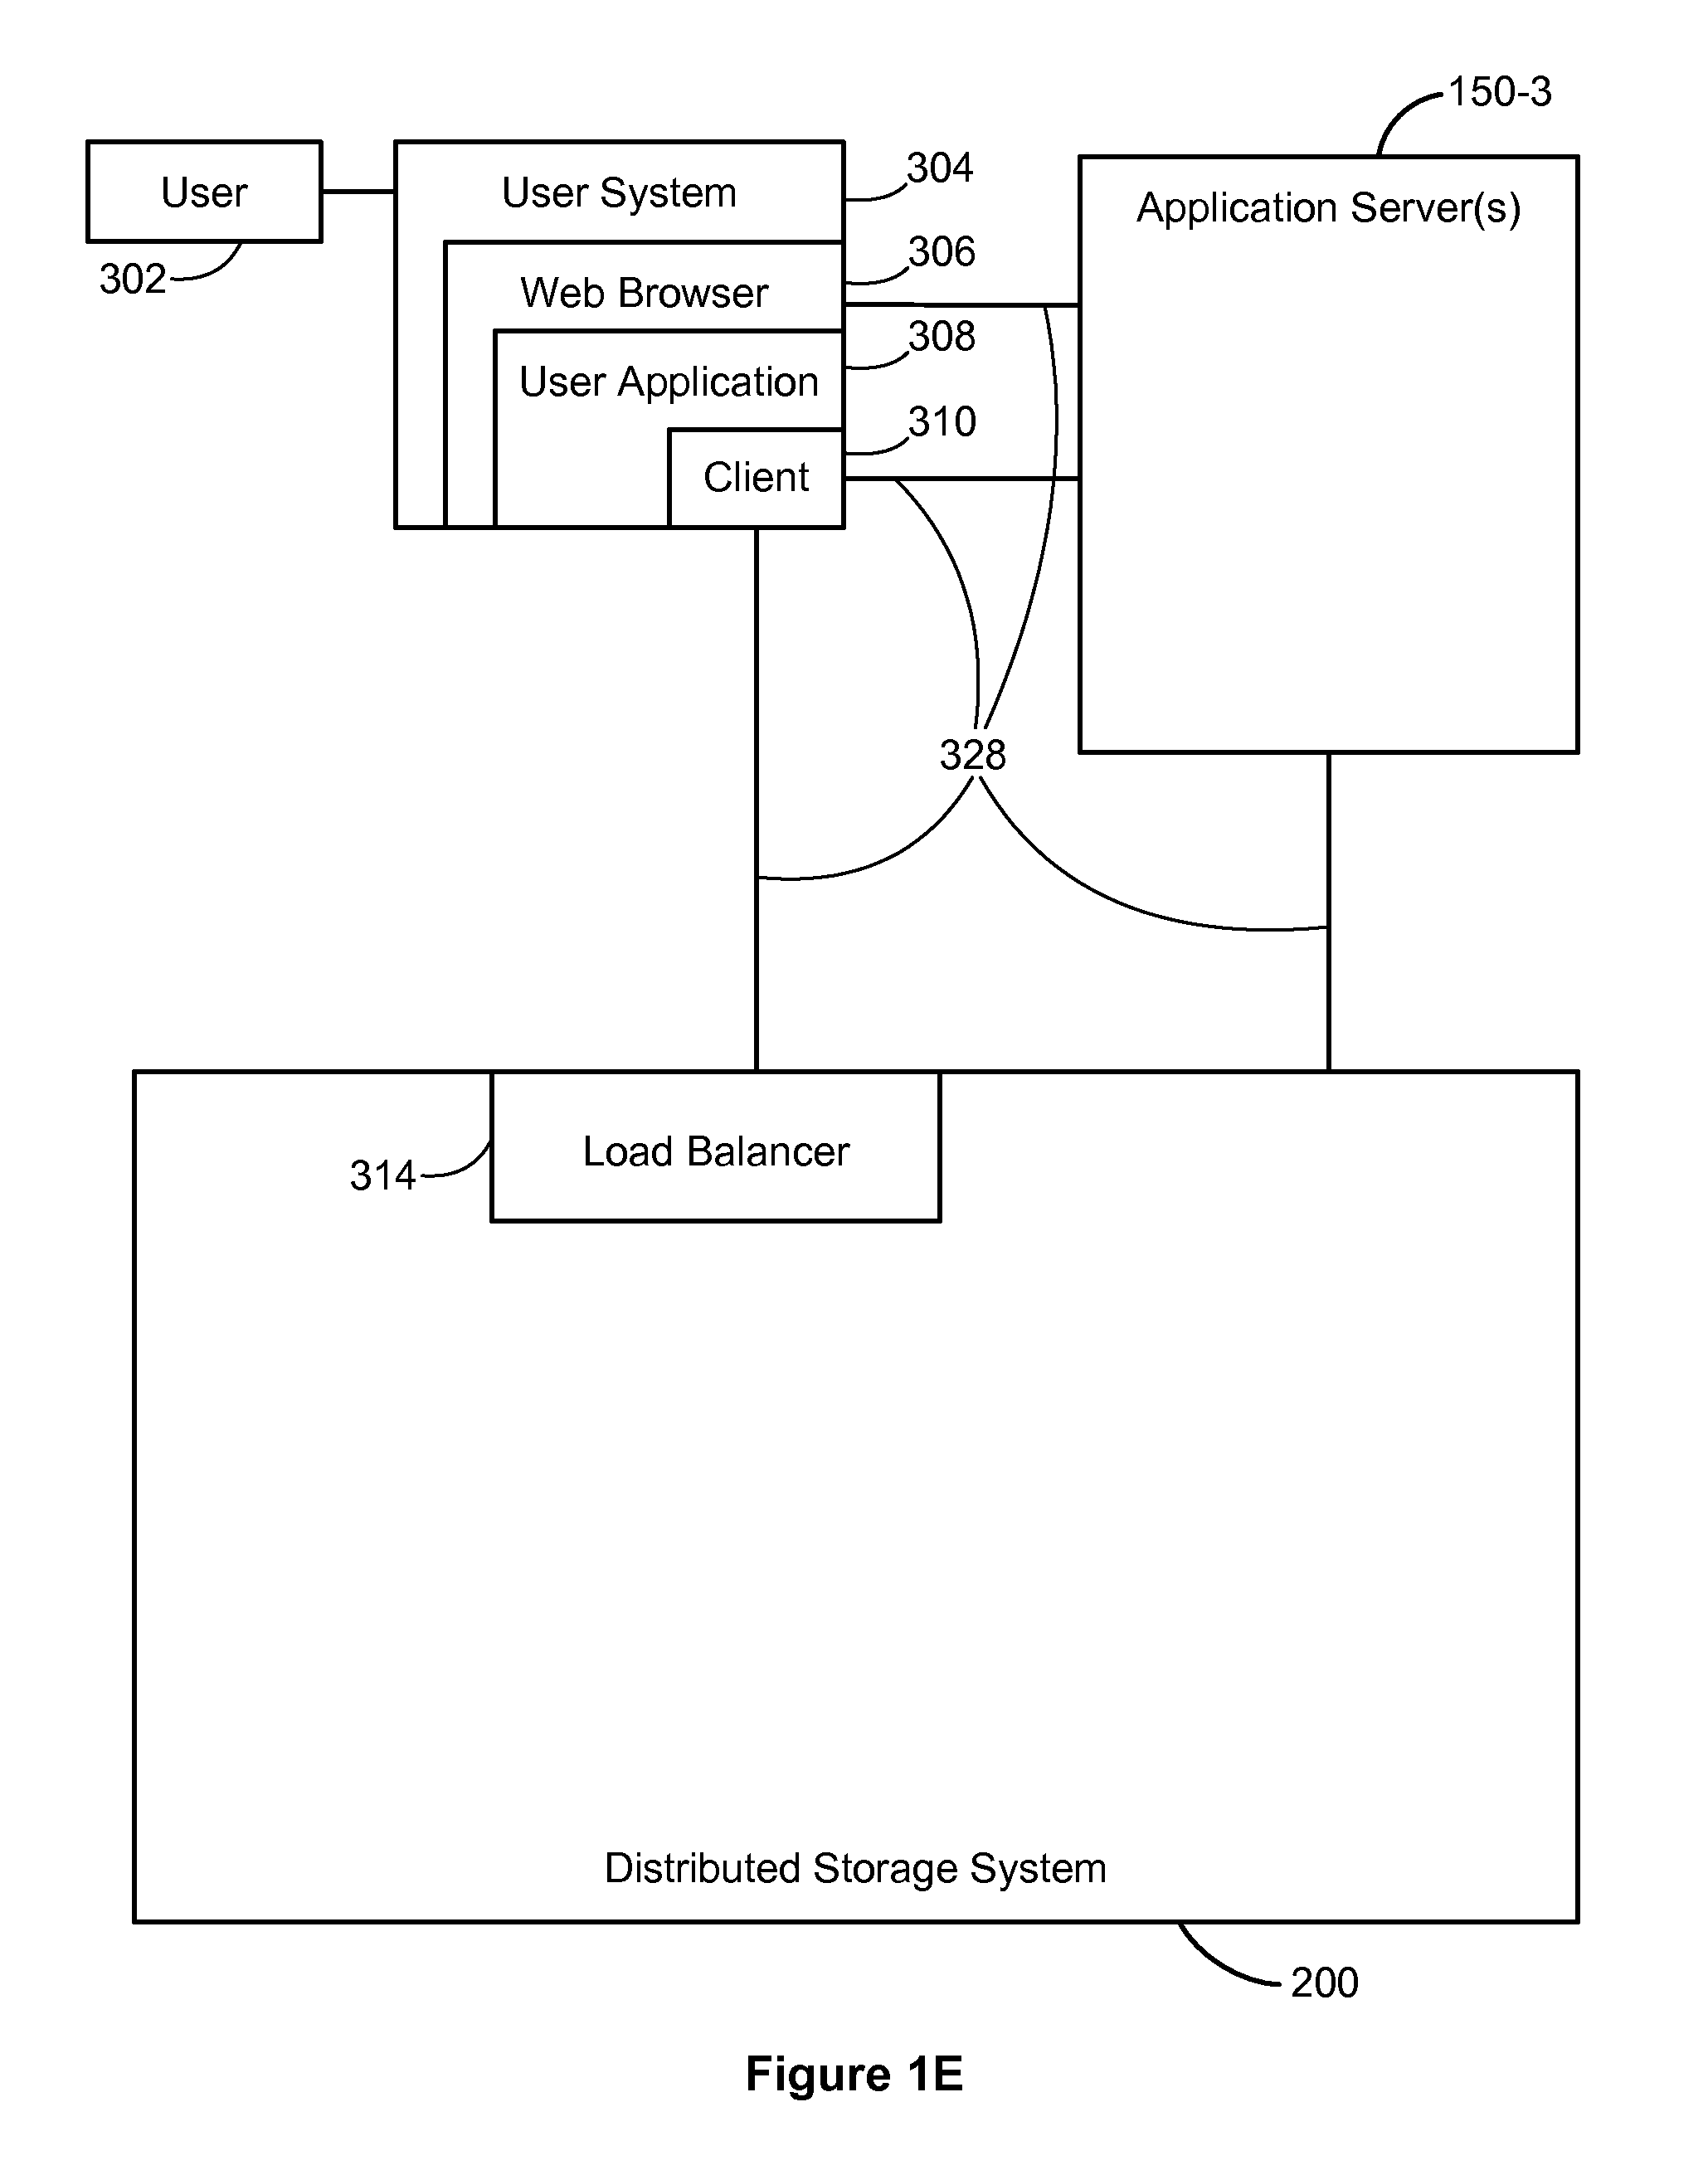 150-3
User
User System
304
Application Server(s)
302
306
Web Browser
308
User Application
310
Client
328
Load Balancer
314
Distributed Storage System
200
Figure 1E